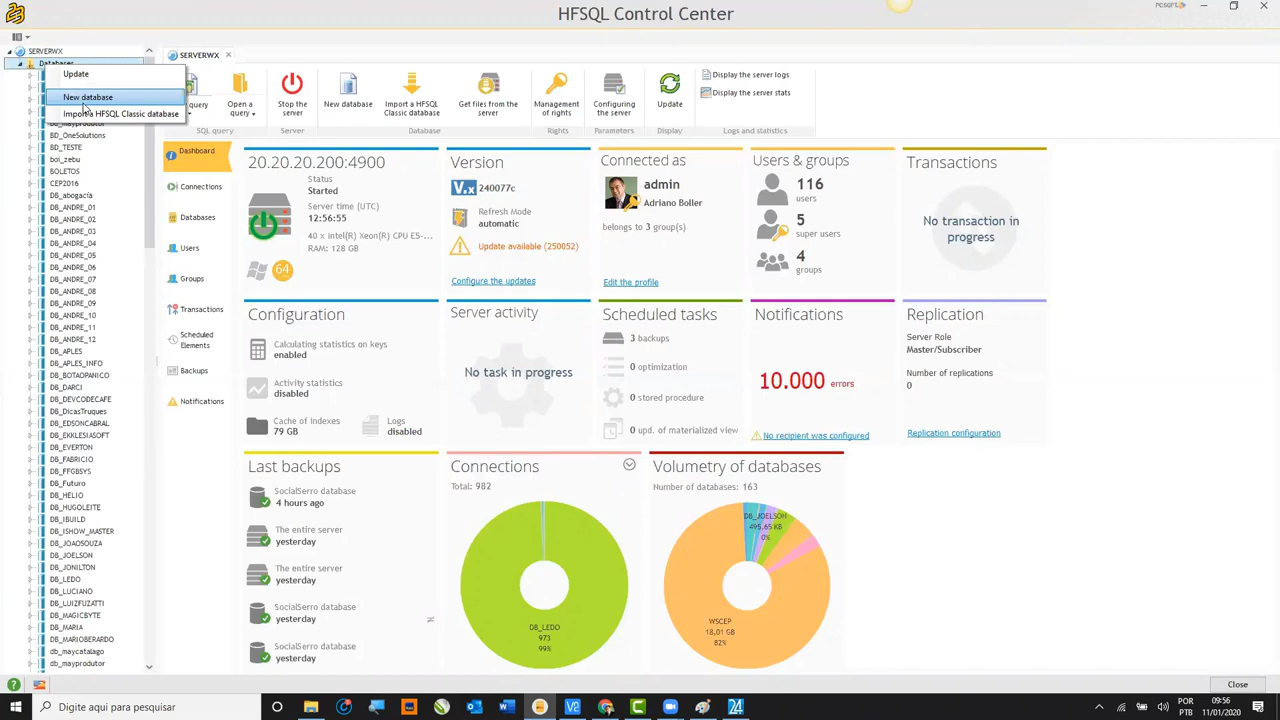 HFSQL Control Center
PCSOFT
SERVERWX
Databases
Update
New database
Import a HFSQL Classic database
BD_OneSolutions
BD_TESTE
boi_zebu
BOLETOS
CEP2016
DB_abogacía
DB_ANDRE_01
DB_ANDRE_02
DB_ANDRE_03
DB_ANDRE_04
DB_ANDRE_05
DB_ANDRE_06
DB_ANDRE_07
DB_ANDRE_08
DB_ANDRE_09
DB_ANDRE_10
DB_ANDRE_11
DB_ANDRE_12
DB_APLES
DB_APLES_INFO
DB_BOTAOPANICO
DB_DARCI
DB_DEVCODECAFE
DB_DicasTruques
DB_EDSONCABRAL
DB_EKKLESIASOFT
DB_EVERTON
DB_FABRICIO
DB_FFGBSYS
DB_Futuro
DB_HELIO
DB_HUGOLEITE
DB_IBUILD
DB_ISHOW_MASTER
DB_JOAOSOUZA
DB_JOELSON
DB_JONILTON
DB_LEDO
DB_LUCIANO
DB_LUIZFUZATTI
DB_MAGICBYTE
DB_MARIA
DB_MARIOBERARDO
db_maycatalago
db_mayprodutor
SERVERWX
query
Open a query
Stop the server
New database
Import a HFSQL Classic database
Get files from the server
Management of rights
Configuring the server
Update
Display the server logs
Display the server stats
SQL query
Server
Database
Rights
Parameters
Display
Logs and statistics
Dashboard
Connections
Databases
Users
Groups
Transactions
Scheduled Elements
Backups
Notifications
20.20.20.200:4900
Status
Started
Server time (UTC)
12:56:55
40 x intel(R) Xeon(R) CPU E5-...
RAM: 128 GB
64
Version
V.x 240077c
Refresh Mode
automatic
Update available (250052)
Configure the updates
Connected as
admin
Adriano Boller
belongs to 3 group(s)
Edit the profile
Users & groups
116
users
5
super users
4
groups
Transactions
No transaction in progress
Configuration
Calculating statistics on keys
enabled
Activity statistics
disabled
Cache of indexes
79 GB
Logs
disabled
Server activity
No task in progress
Scheduled tasks
3 backups
0 optimization
0 stored procedure
0 upd. of materialized view
Notifications
10.000 errors
No recipient was configured
Replication
Server Role
Master/Subscriber
Number of replications
0
Replication configuration
Last backups
SocialSerro database
4 hours ago
The entire server
yesterday
The entire server
yesterday
SocialSerro database
yesterday
SocialSerro database
yesterday
Connections
Total: 982
DB_LEDO
973
99%
Volumetry of databases
Number of databases: 163
DB_JOELSON
495,65 KB
0%
WSCEP
18,01 GB
82%
Close
Digite aqui para pesquisar
POR
PTB
09:56
11/01/2020